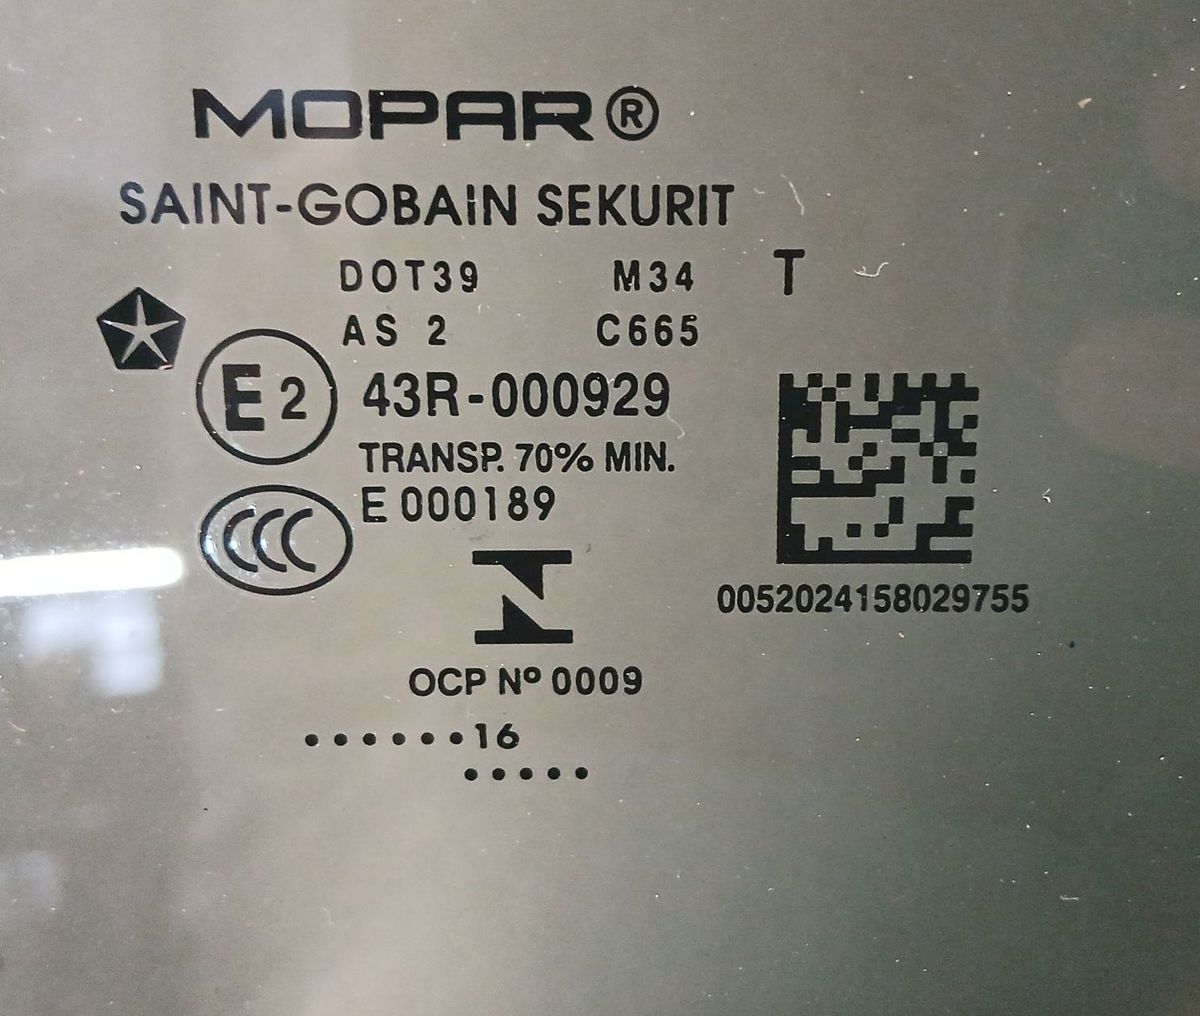 MOPAR®
SAINT-GOBAIN SEKURIT
DOT39 M34 T
AS 2 C665
E2 43R-000929
TRANSP. 70% MIN.
CCC E 000189
0052024158029755
OCP Nº 0009
••••••16
•••••